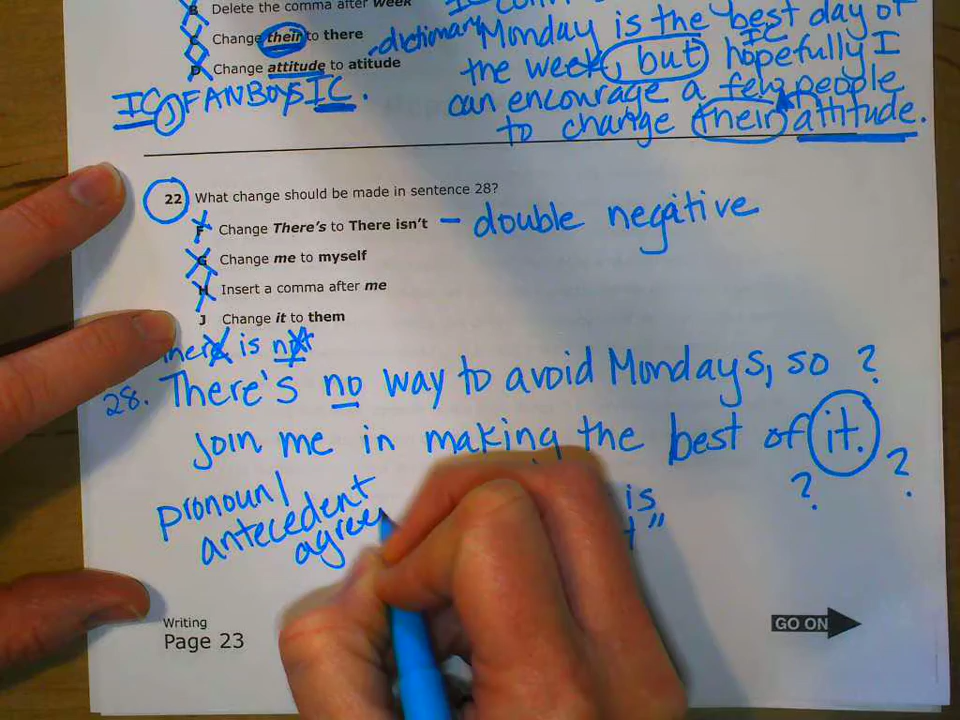 B Delete the comma after week
C Change their to there
D Change attitude to atitude
-dictionary
IC, FANBOYS IC.
IC
Monday is the best day of
the week, but hopefully I
can encourage a few people
to change their attitude.
22 What change should be made in sentence 28?
F Change There's to There isn't - double negitive
G Change me to myself
H Insert a comma after me
J Change it to them
is not
28. There's no way to avoid Mondays, so ?
join me in making the best of it. ?
?
pronoun/
antecedent
agree
is
Writing
Page 23
GO ON